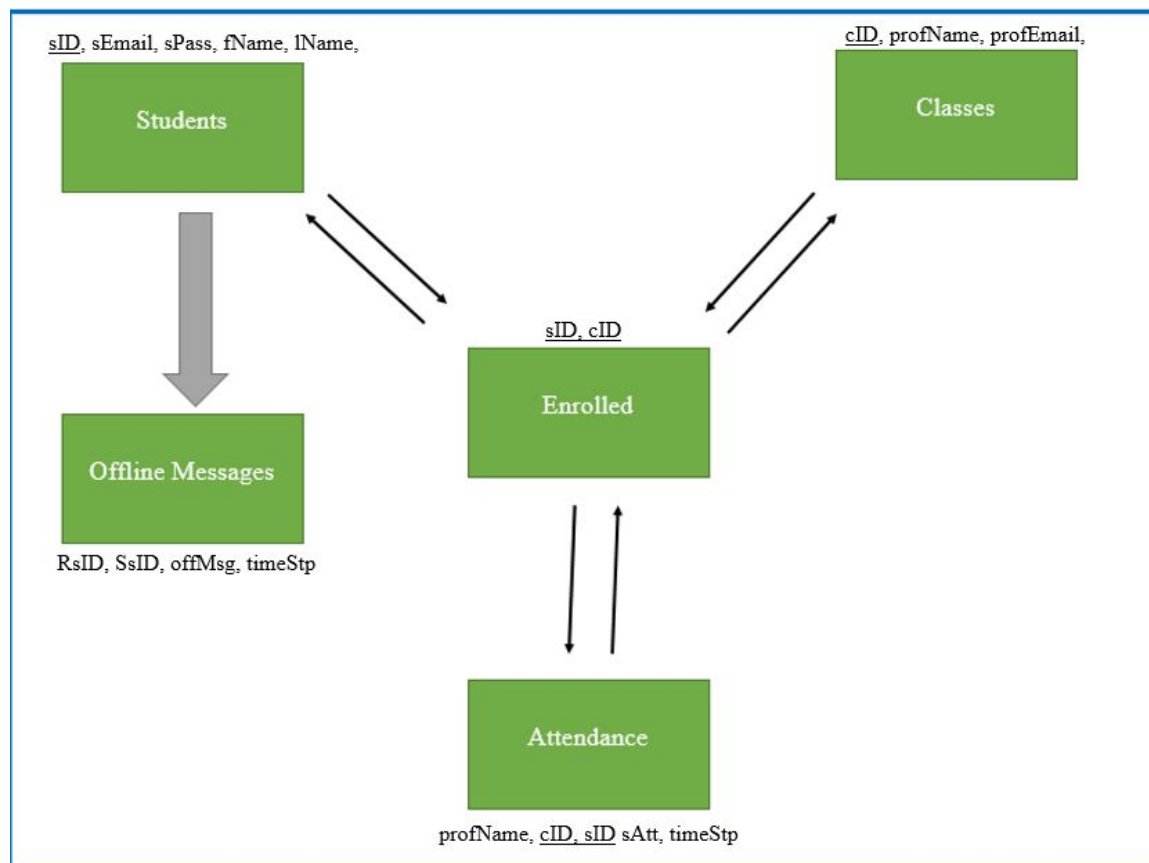 sID, sEmail, sPass, fName, lName,
Students
cID, profName, profEmail,
Classes
sID, cID
Enrolled
Offline Messages
RsID, SsID, offMsg, timeStp
Attendance
profName, cID, sID sAtt, timeStp